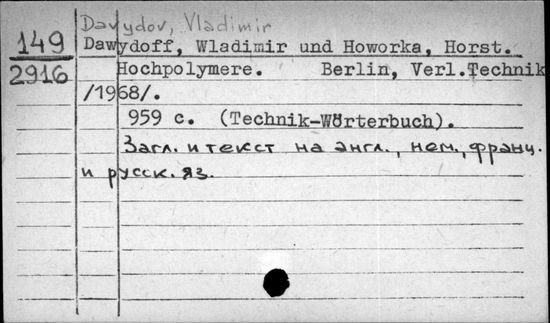 Davydov, Vladimir
149 Dawydoff, Wladimir und Howorka, Horst.
2916 Hochpolymere. Berlin, Verl.Technik
/1968/.
959 с. (Technik-Wörterbuch).
Загл. и текст на англ., нем., франц.
и русск. яз.